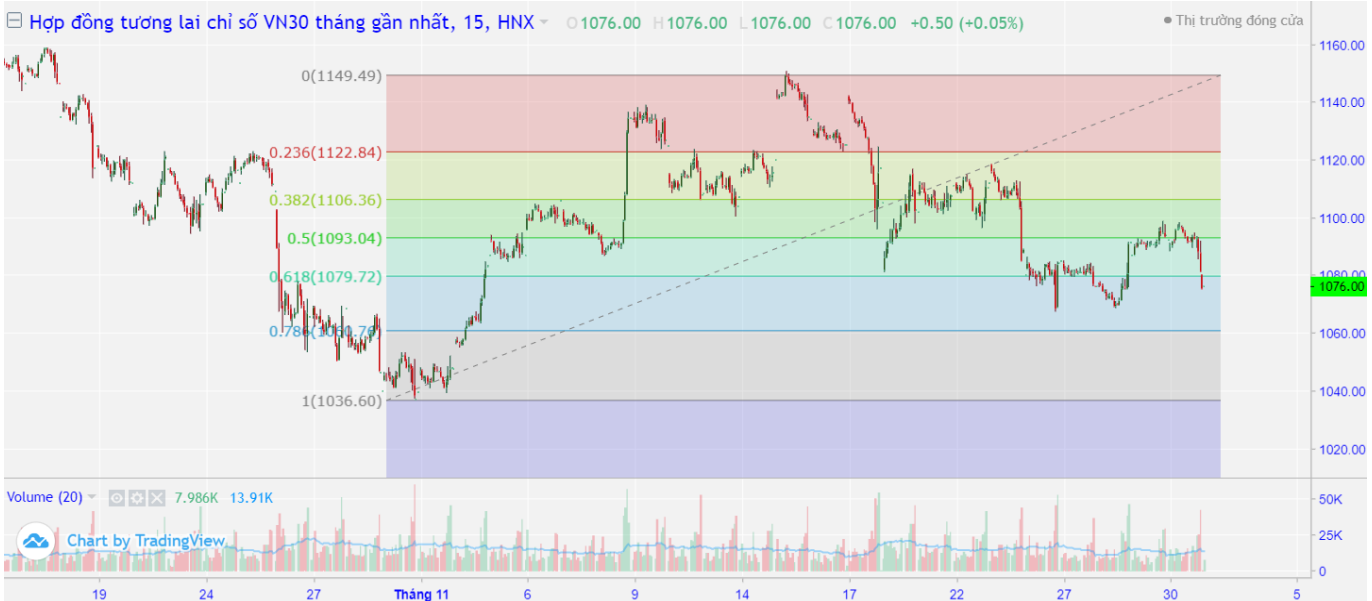 Hợp đồng tương lai chỉ số VN30 tháng gần nhất, 15, HNX O1076.00 H1076.00 L1076.00 C1076.00 +0.50 (+0.05%) Thị trường đóng cửa
1160.00
0(1149.49)
1140.00
0.236(1122.84)
1120.00
0.382(1106.36)
1100.00
0.5(1093.04)
0.618(1079.72)
1080.00
1076.00
0.786(1060.76)
1060.00
1(1036.60)
1040.00
1020.00
Volume (20) 7.986K 13.91K
50K
Chart by TradingView
25K
0
19 24 27 Tháng 11 6 9 14 17 22 27 30 5